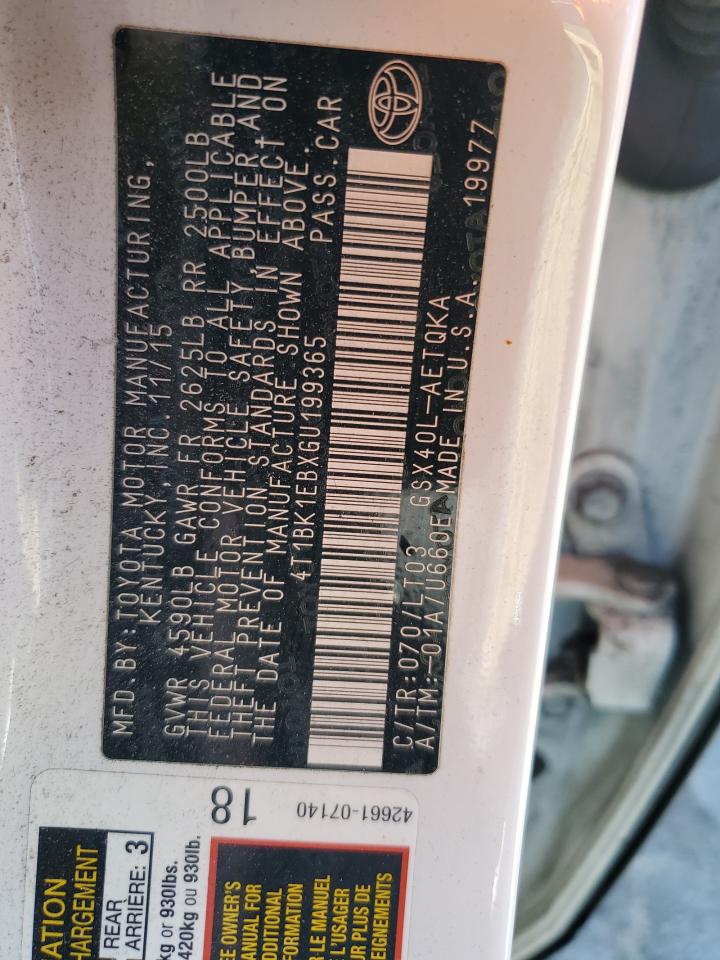 MFD.BY:TOYOTA MOTOR MANUFACTURING,
KENTUCKY,INC.11/15
GVWR 4590LB GAWR FR 2625LB RR 2500LB
THIS VEHICLE CONFORMS TO ALL APPLICABLE
FEDERAL MOTOR VEHICLE SAFETY,BUMPER,AND
THEFT PREVENTION STANDARDS IN EFFECT ON
THE DATE OF MANUFACTURE SHOWN ABOVE.
4T1BK1EBXGU199365 PASS.CAR
C/TR:070/LT03 GSX40L-AETQKA
A/TM:-01A/U660E MADE IN U.S.A. 19977
18
42661-07140
ATION
HARGEMENT
REAR
ARRIÈRE: 3
kg or 930lbs.
420kg ou 930lb.
EE OWNER'S
MANUAL FOR
ADDITIONAL
FORMATION
R LE MANUEL
L'USAGER
UR PLUS DE
EIGNEMENTS